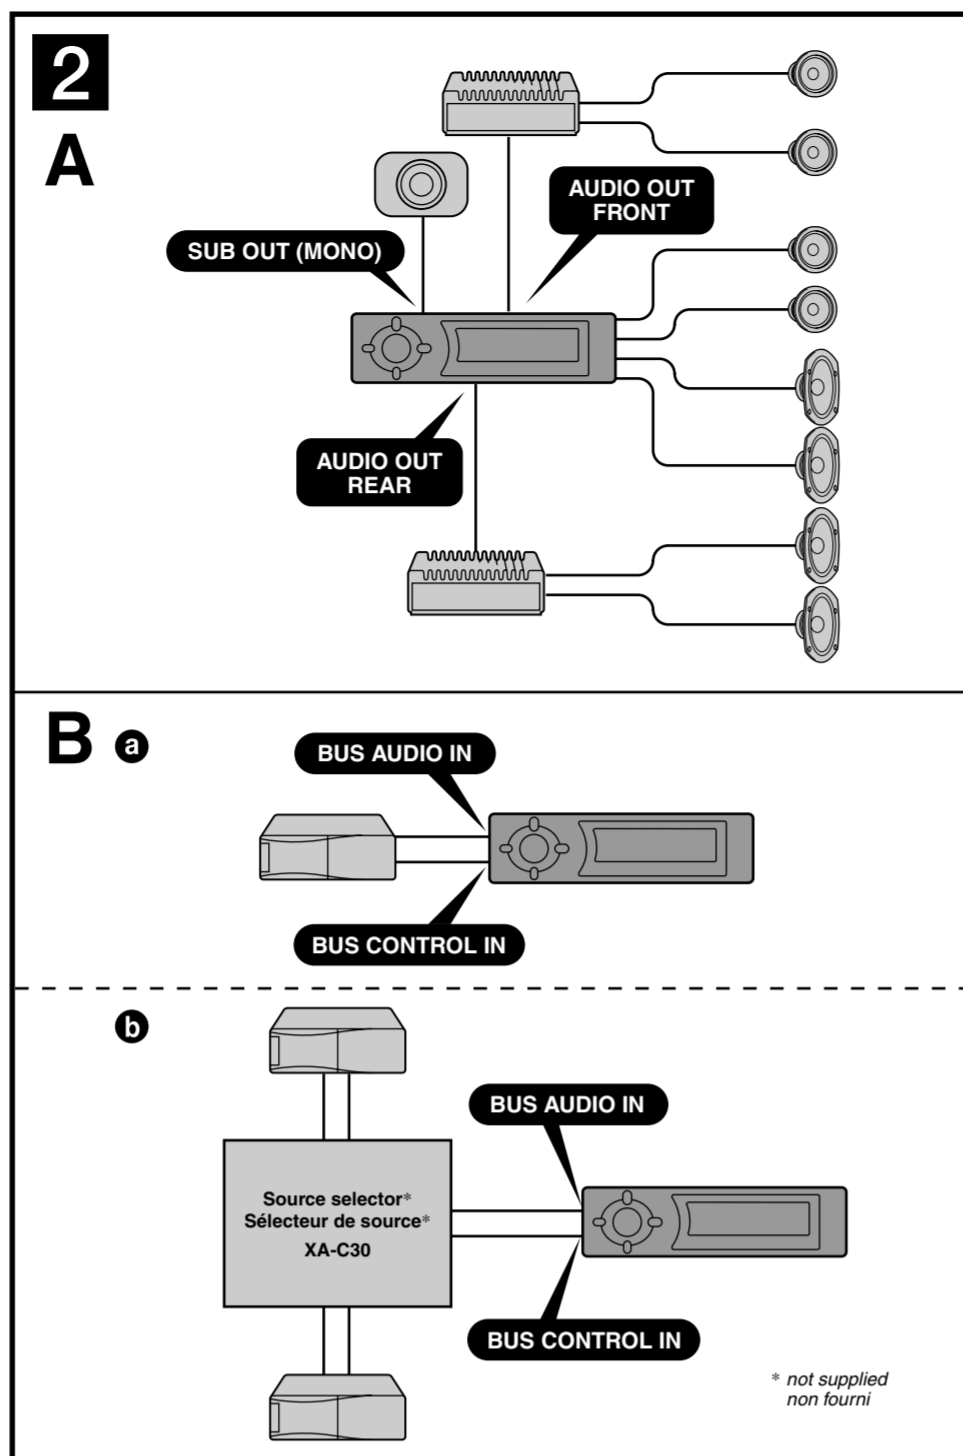 2
A
AUDIO OUT
FRONT
SUB OUT (MONO)
AUDIO OUT
REAR
B a
BUS AUDIO IN
BUS CONTROL IN
b
BUS AUDIO IN
Source selector*
Sélecteur de source*
XA-C30
BUS CONTROL IN
* not supplied
non fourni